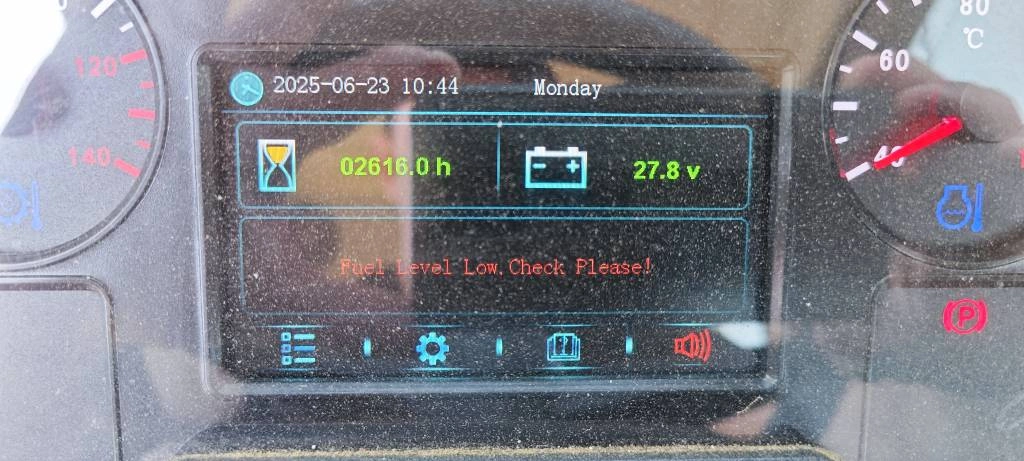 80
℃
120
60
2025-06-23 10:44 Monday
140
40
02616.0 h
- +
27.8 v
Fuel Level Low,Check Please!
?
P